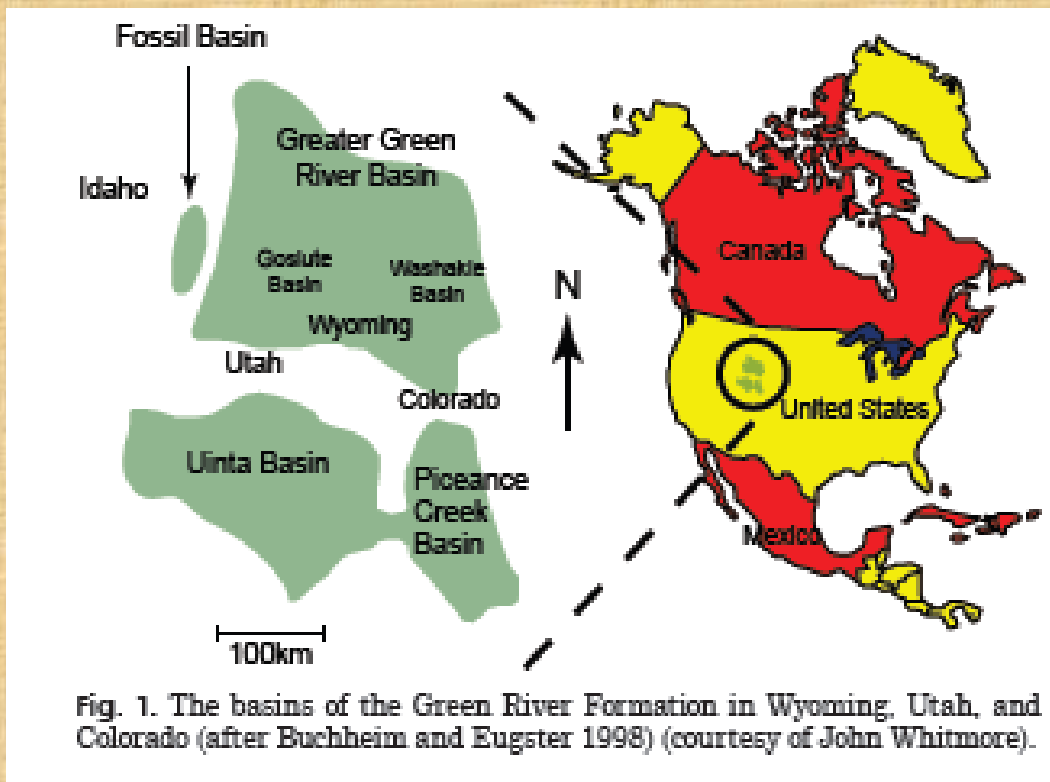 Fossil Basin
Greater Green
River Basin
Idaho
Gosiute
Basin
Washakie
Basin
Wyoming
Utah
Colorado
Uinta Basin
Piceance
Creek
Basin
100km
N
Canada
United States
Mexico
Fig. 1. The basins of the Green River Formation in Wyoming, Utah, and
Colorado (after Buchheim and Eugster 1998) (courtesy of John Whitmore).